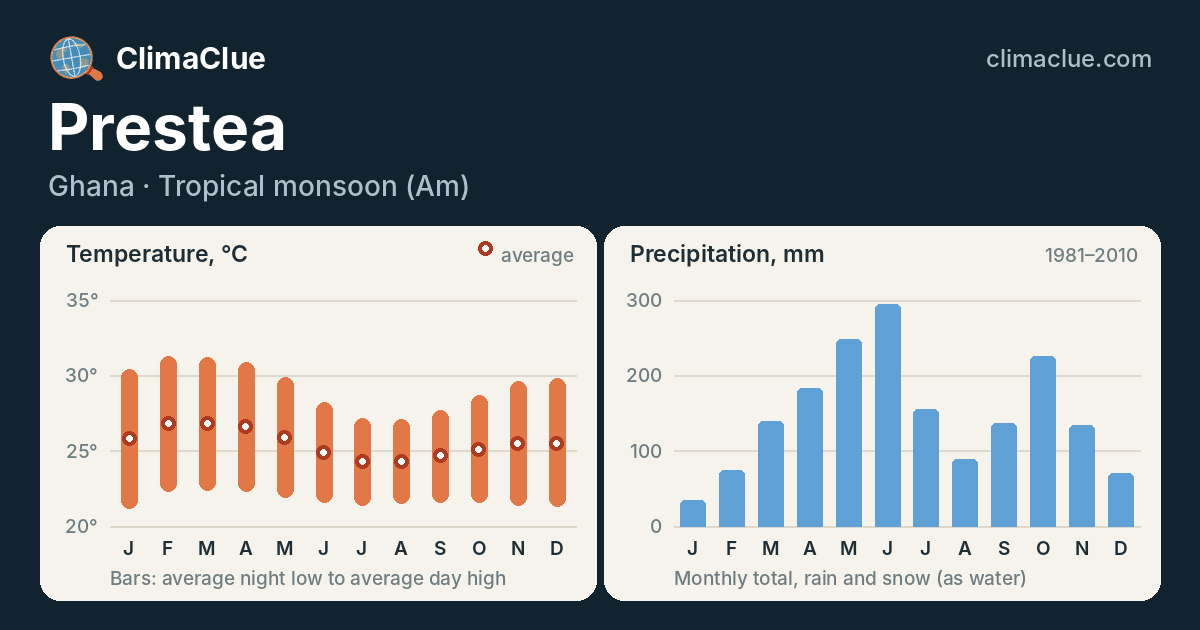 ClimaClue
climaclue.com
Prestea
Ghana · Tropical monsoon (Am)
Temperature, °C
average
35°
30°
25°
20°
J F M A M J J A S O N D
Bars: average night low to average day high
Precipitation, mm
1981–2010
300
200
100
0
J F M A M J J A S O N D
Monthly total, rain and snow (as water)